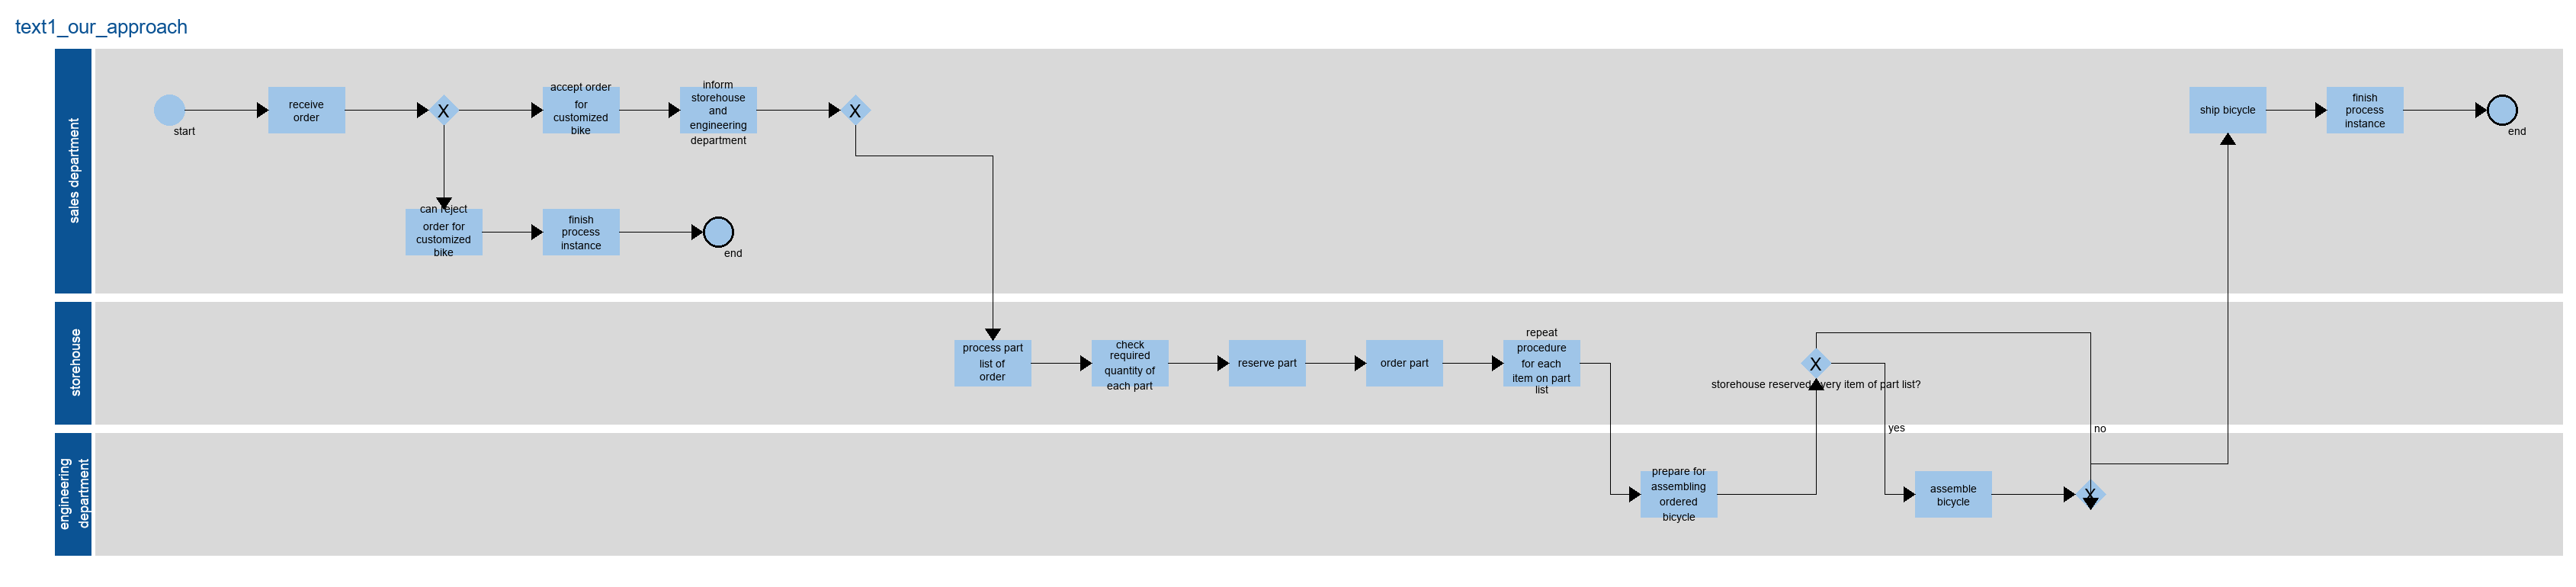 text1_our_approach
sales department
start
receive
order
X
accept order
for
customized
bike
inform
storehouse
and
engineering
department
X
can reject
order for
customized
bike
finish
process
instance
end
ship bicycle
finish
process
instance
end
storehouse
process part
list of
order
check
required
quantity of
each part
reserve part
order part
repeat
procedure
for each
item on part
list
X
storehouse reserved every item of part list?
yes
no
engineering
department
prepare for
assembling
ordered
bicycle
assemble
bicycle
X